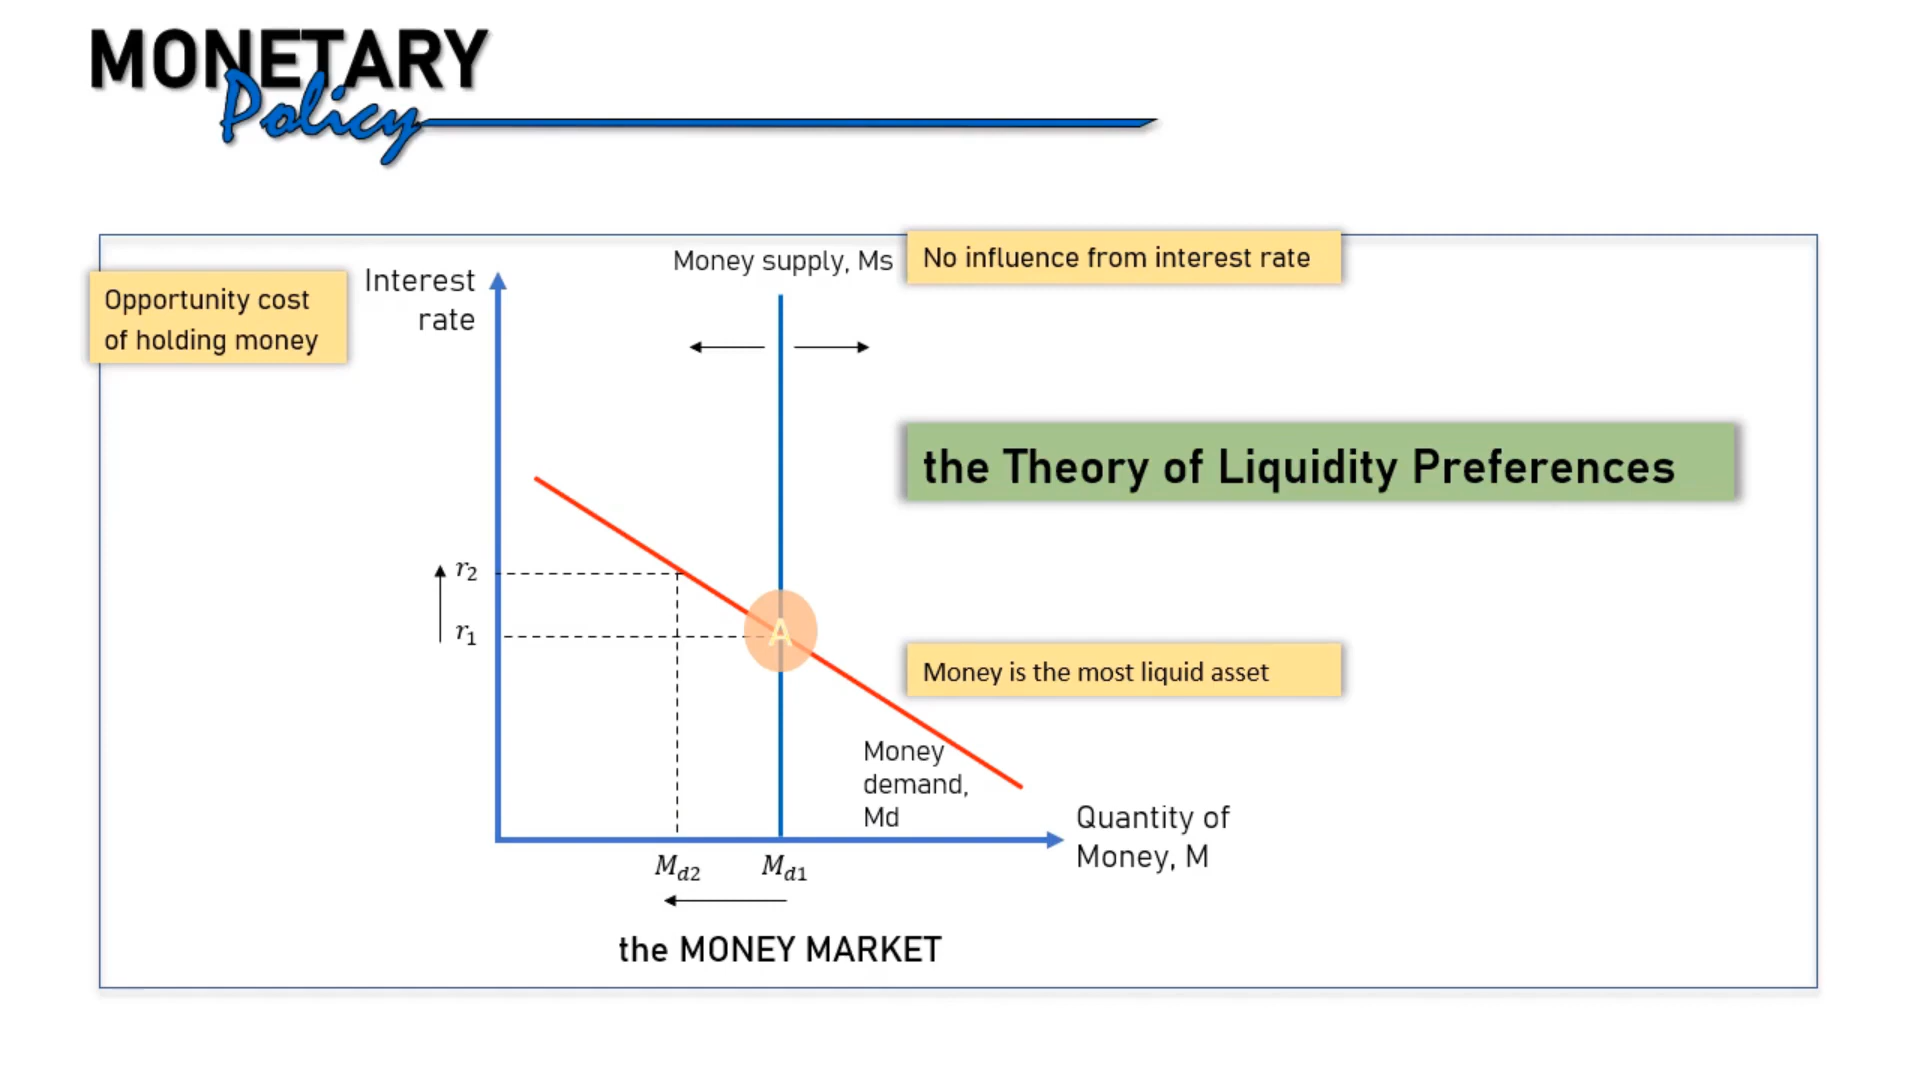 MONETARY
Policy
Money supply, Ms
No influence from interest rate
Opportunity cost
of holding money
Interest
rate
the Theory of Liquidity Preferences
r2
r1
A
Money is the most liquid asset
Money
demand,
Md
Quantity of
Money, M
Md2
Md1
the MONEY MARKET